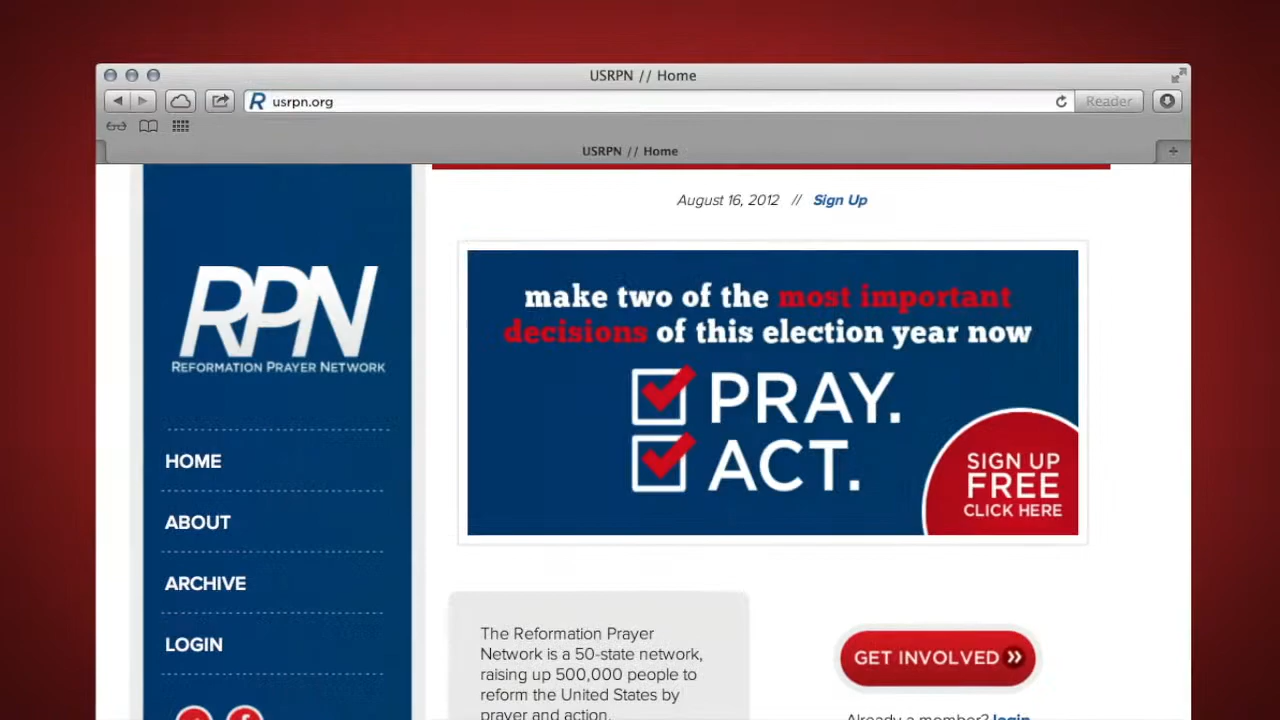 USRPN // Home
usrpn.org
Reader
USRPN // Home
August 16, 2012 // Sign Up
RPN
REFORMATION PRAYER NETWORK
HOME
ABOUT
ARCHIVE
LOGIN
make two of the most important
decisions of this election year now
PRAY.
ACT.
SIGN UP
FREE
CLICK HERE
The Reformation Prayer
Network is a 50-state network,
raising up 500,000 people to
reform the United States by
prayer and action.
GET INVOLVED »
Already a member? login